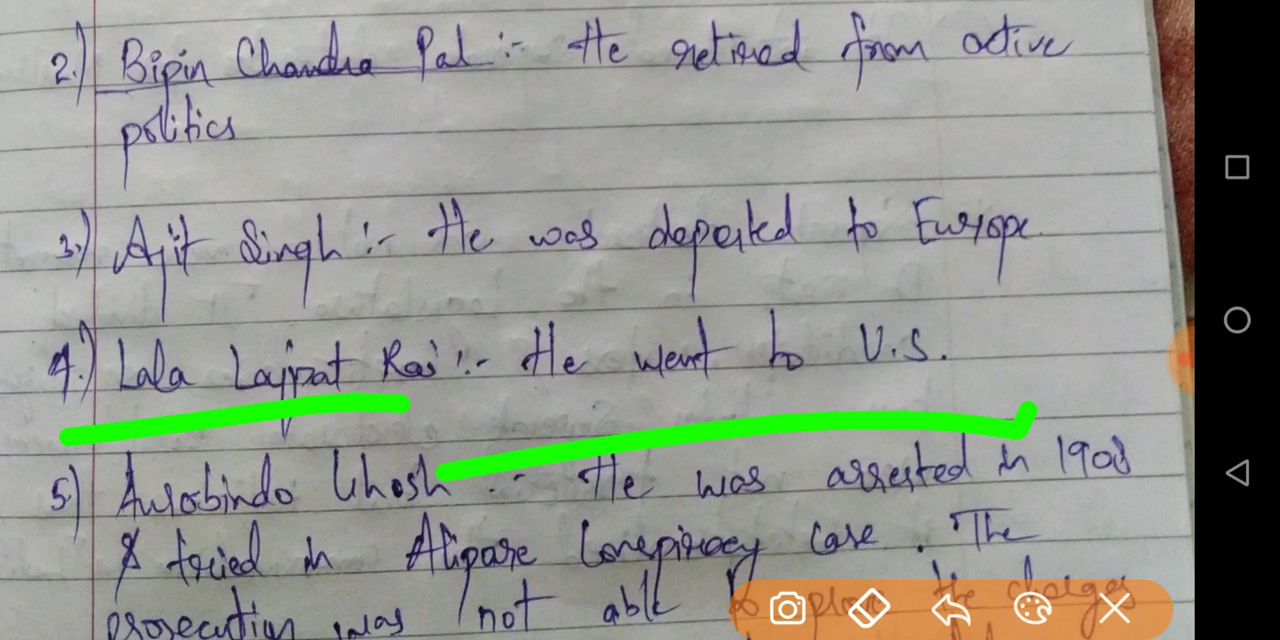 2.) Bipin Chandra Pal :- He retired from active
politics
3.) Ajit Singh :- He was deported to Europe.
4.) Lala Lajpat Rai :- He went to U.S.
5.) Aurobindo Ghosh :- He was arrested in 1908
& tried in Alipore Conspiracy Case. The
prosecution was not able the charges